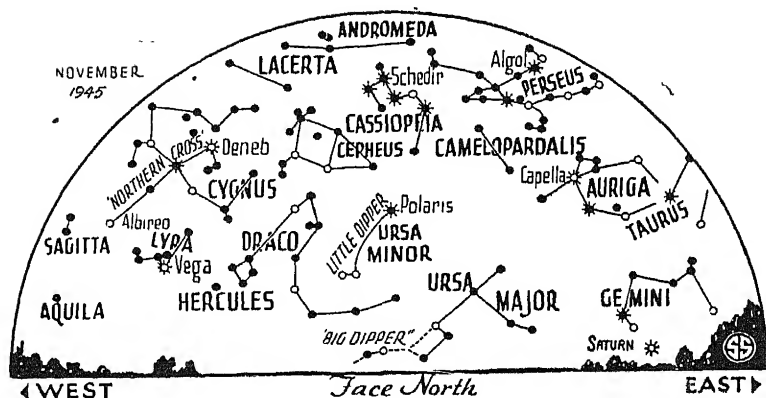 ANDROMEDA
LACERTA
NOVEMBER
1945
Schedir
Algol
PERSEUS
CASSIOPEIA
CEPHEUS
CAMELOPARDALIS
'NORTHERN CROSS'
Deneb
CYGNUS
Capella
AURIGA
TAURUS
Albireo
SAGITTA
LYRA
Vega
DRACO
LITTLE DIPPER
Polaris
URSA
MINOR
AQUILA
HERCULES
URSA MAJOR
GEMINI
'BIG DIPPER"
SATURN
SS
WEST
Face North
EAST